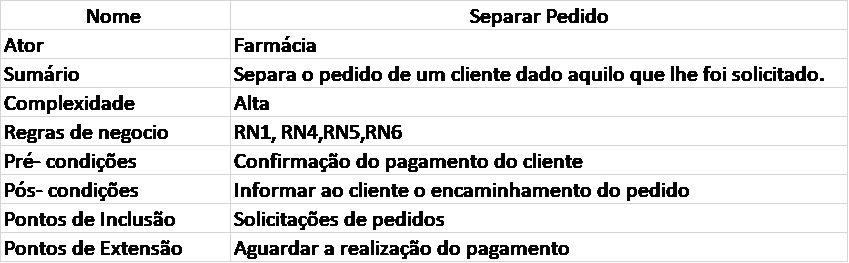 Nome Separar Pedido
Ator Farmácia
Sumário Separa o pedido de um cliente dado aquilo que lhe foi solicitado.
Complexidade Alta
Regras de negocio RN1, RN4,RN5,RN6
Pré- condições Confirmação do pagamento do cliente
Pós- condições Informar ao cliente o encaminhamento do pedido
Pontos de Inclusão Solicitações de pedidos
Pontos de Extensão Aguardar a realização do pagamento